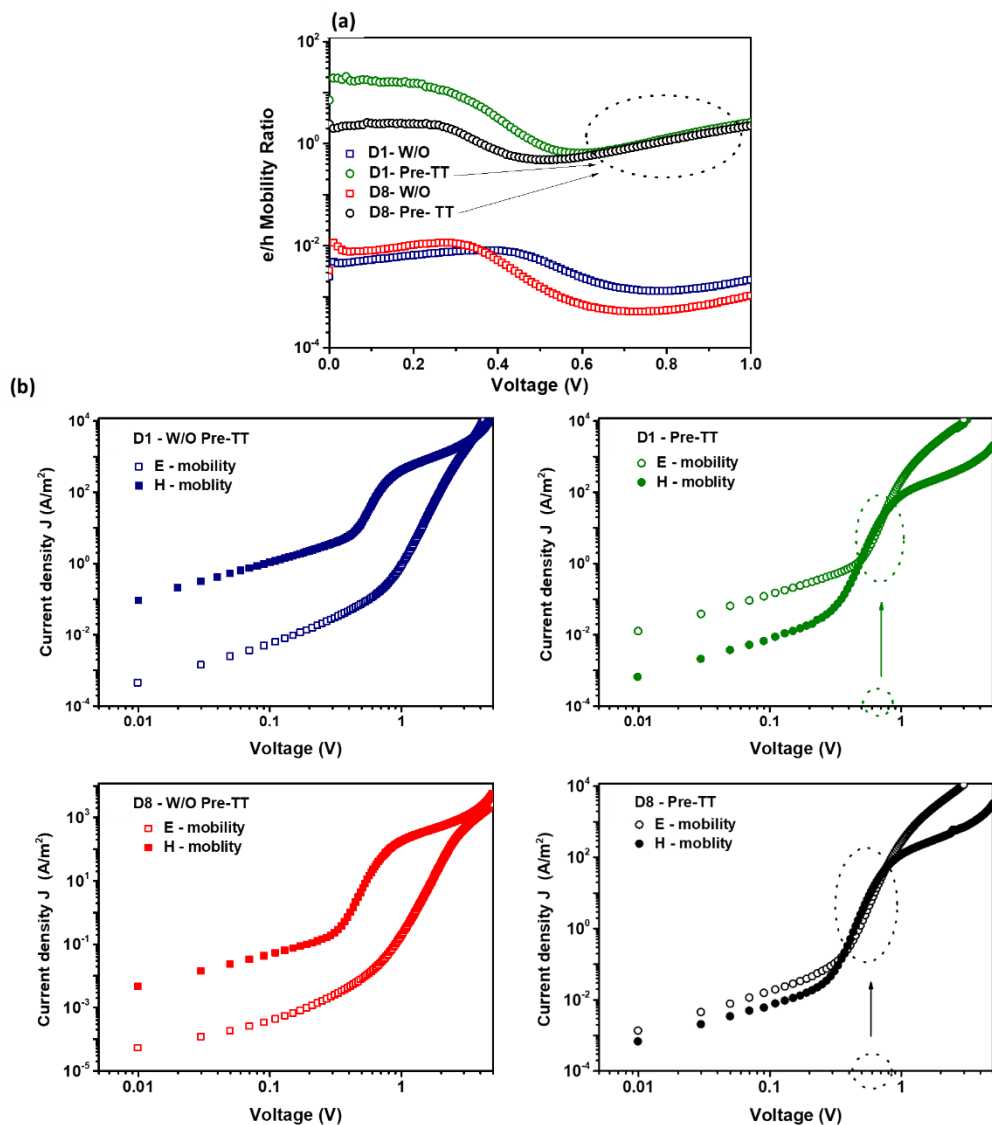 (a)
10²
10⁰
10⁻²
10⁻⁴
e/h Mobility Ratio
D1- W/O
D1- Pre-TT
D8- W/O
D8- Pre- TT
0.0 0.2 0.4 0.6 0.8 1.0
Voltage (V)
(b)
D1 - W/O Pre-TT
E - mobility
H - moblity
10⁴
10²
10⁰
10⁻²
10⁻⁴
Current density J (A/m²)
0.01 0.1 1
Voltage (V)
D1 - Pre-TT
E - mobility
H - moblity
10⁴
10²
10⁰
10⁻²
10⁻⁴
Current density J (A/m²)
0.01 0.1 1
Voltage (V)
D8 - W/O Pre-TT
E - mobility
H - moblity
10³
10¹
10⁻¹
10⁻³
10⁻⁵
Current density J (A/m²)
0.01 0.1 1
Voltage (V)
D8 - Pre-TT
E - mobility
H - moblity
10⁴
10²
10⁰
10⁻²
10⁻⁴
Current density J (A/m²)
0.01 0.1 1
Voltage (V)